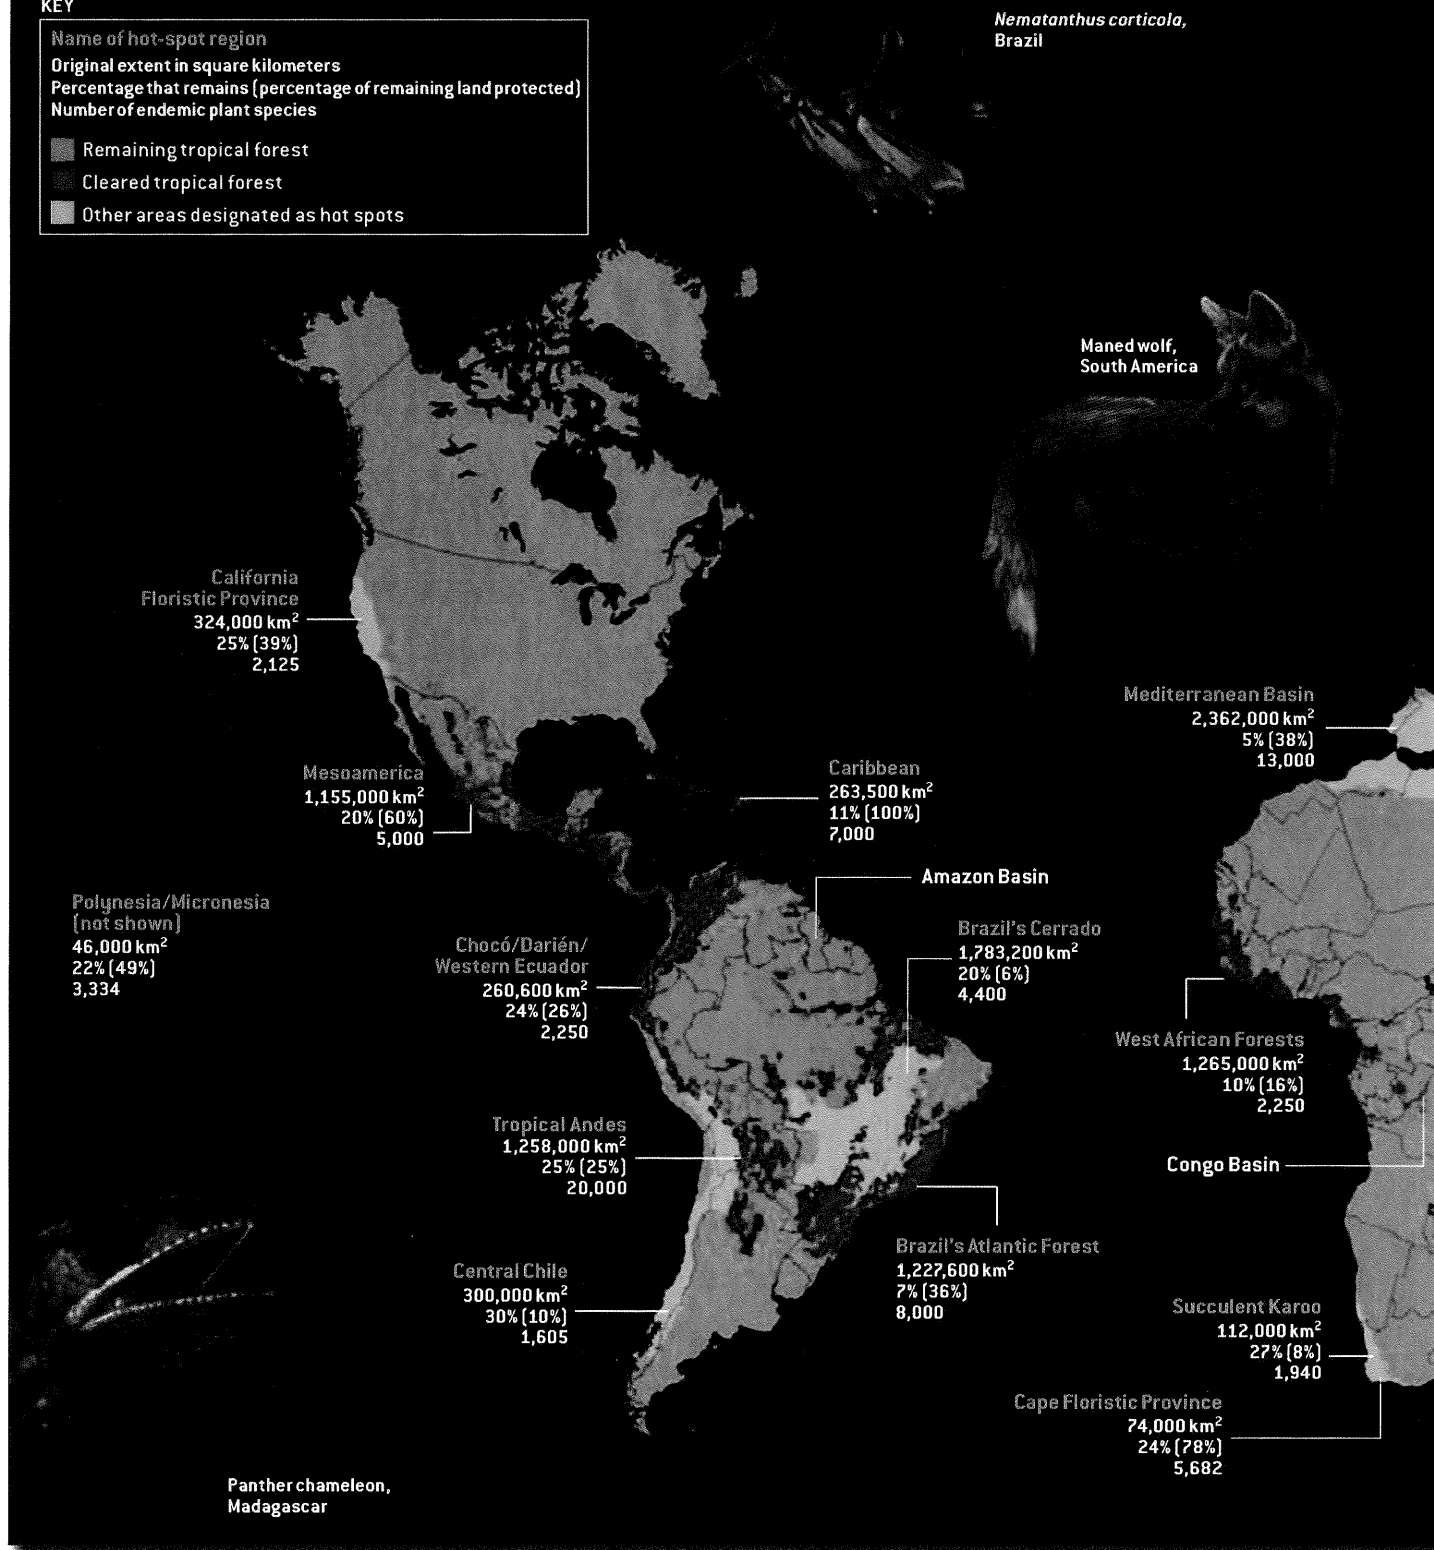 KEY
Name of hot-spot region
Original extent in square kilometers
Percentage that remains (percentage of remaining land protected)
Number of endemic plant species
Remaining tropical forest
Cleared tropical forest
Other areas designated as hot spots
Nematanthus corticola,
Brazil
Maned wolf,
South America
California
Floristic Province
324,000 km²
25% (39%)
2,125
Mediterranean Basin
2,362,000 km²
5% (38%)
13,000
Mesoamerica
1,155,000 km²
20% (60%)
5,000
Caribbean
263,500 km²
11% (100%)
7,000
Amazon Basin
Polynesia/Micronesia
(not shown)
46,000 km²
22% (49%)
3,334
Chocó/Darién/
Western Ecuador
260,600 km²
24% (26%)
2,250
Brazil's Cerrado
1,783,200 km²
20% (6%)
4,400
West African Forests
1,265,000 km²
10% (16%)
2,250
Tropical Andes
1,258,000 km²
25% (25%)
20,000
Congo Basin
Brazil's Atlantic Forest
1,227,600 km²
7% (36%)
8,000
Central Chile
300,000 km²
30% (10%)
1,605
Succulent Karoo
112,000 km²
27% (8%)
1,940
Cape Floristic Province
74,000 km²
24% (78%)
5,682
Panther chameleon,
Madagascar